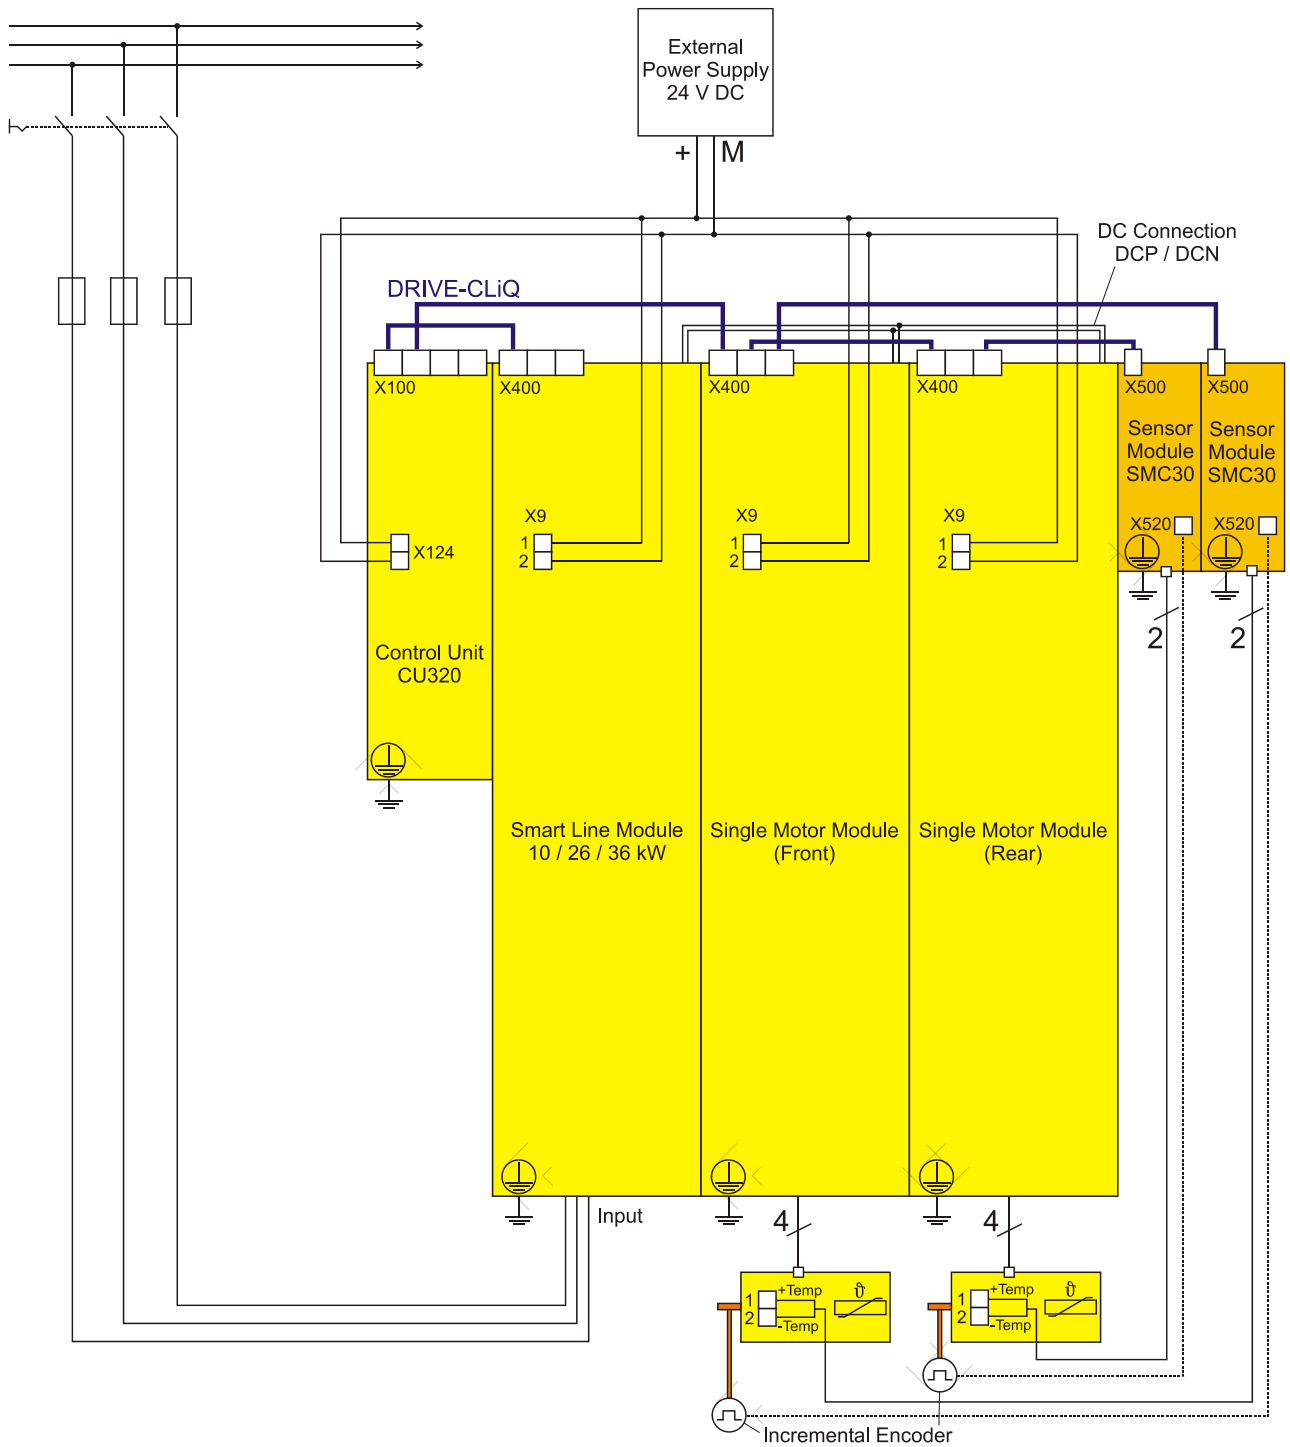 External
Power Supply
24 V DC
+ M
DC Connection
DCP / DCN
DRIVE-CLiQ
X100
X400
X400
X400
X500
X500
Sensor
Module
SMC30
Sensor
Module
SMC30
X9
X9
X9
X520
X520
X124
1
2
1
2
1
2
2
2
Control Unit
CU320
Smart Line Module
10 / 26 / 36 kW
Single Motor Module
(Front)
Single Motor Module
(Rear)
Input
4
4
1
2
+Temp
-Temp
ϑ
1
2
+Temp
-Temp
ϑ
Incremental Encoder